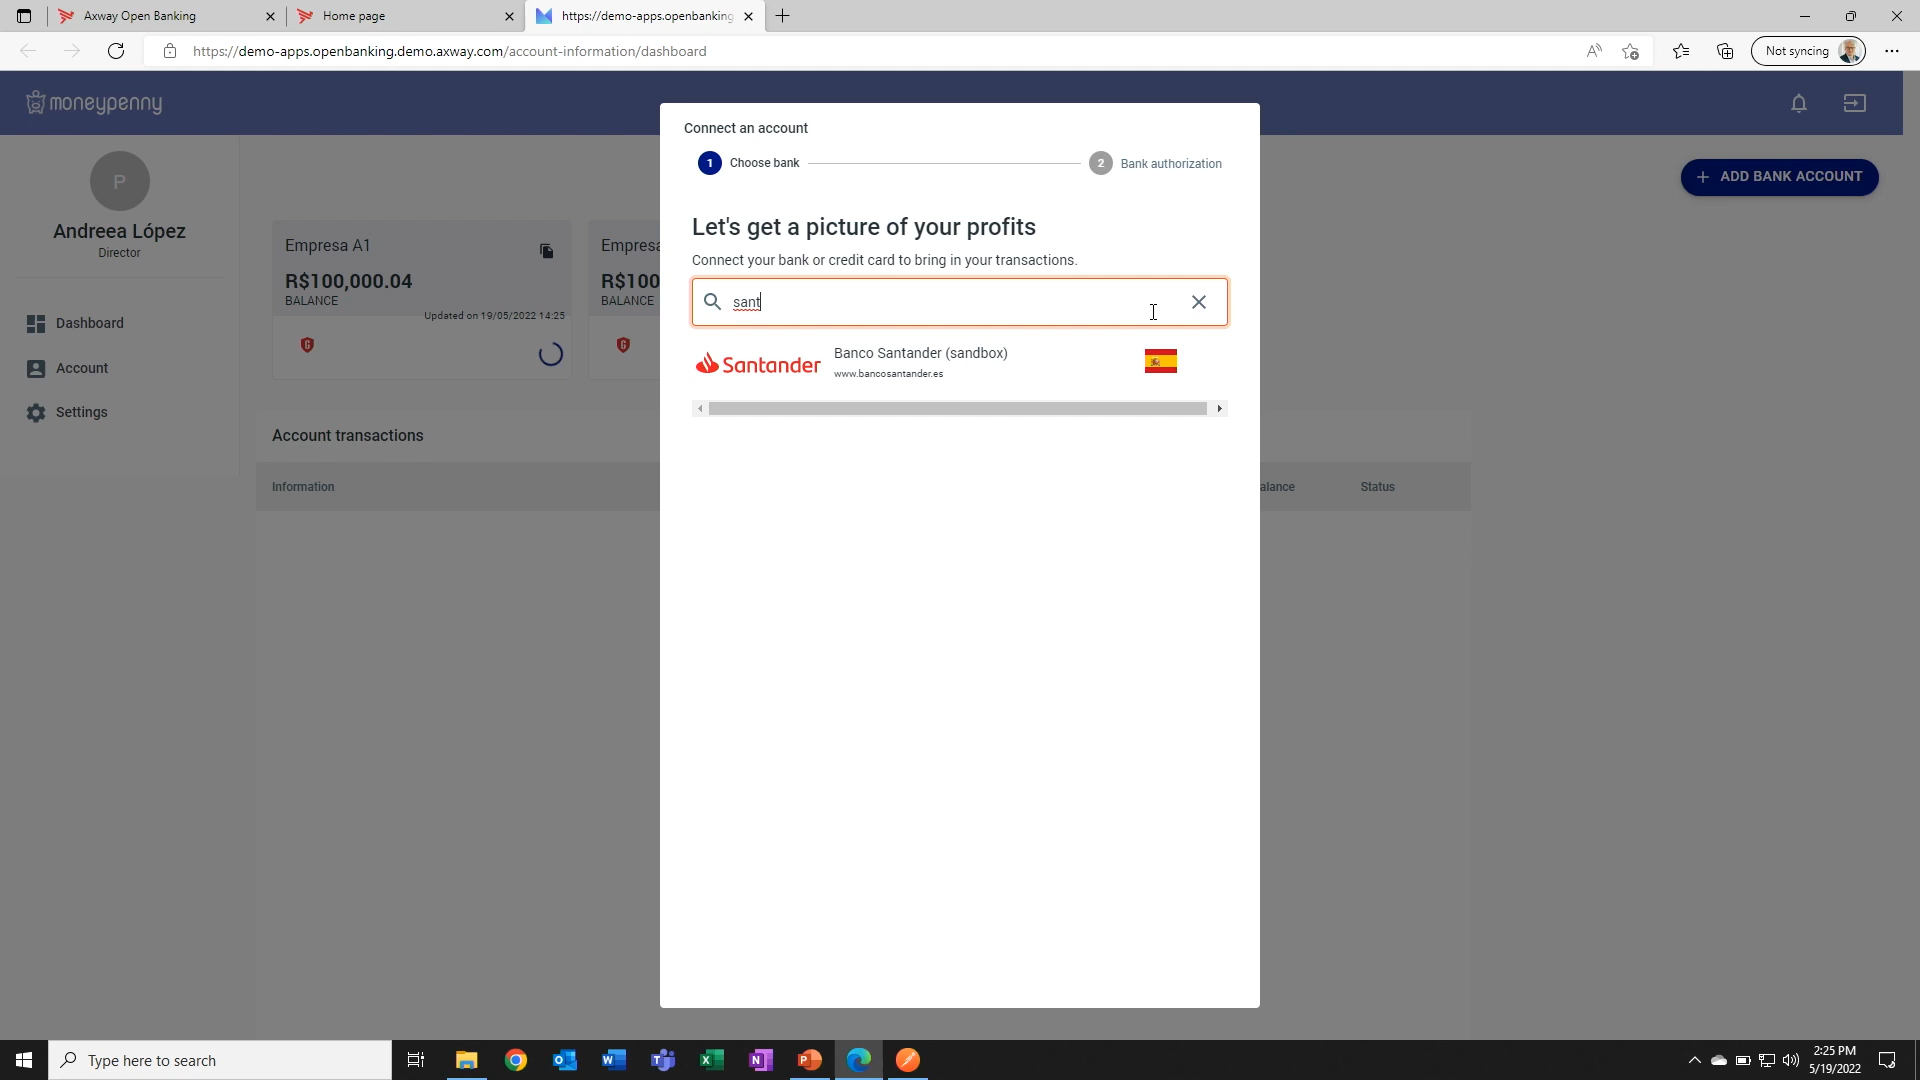 Axway Open Banking
Home page
https://demo-apps.openbanking
https://demo-apps.openbanking.demo.axway.com/account-information/dashboard
Not syncing
moneypenny
P
Andreea López
Director
Dashboard
Account
Settings
+ ADD BANK ACCOUNT
Empresa A1
R$100,000.04
BALANCE
Updated on 19/05/2022 14:25
Empresa
R$100
BALANCE
Account transactions
Information
alance
Status
Connect an account
1 Choose bank
2 Bank authorization
Let's get a picture of your profits
Connect your bank or credit card to bring in your transactions.
sant
Santander
Banco Santander (sandbox)
www.bancosantander.es
Type here to search
2:25 PM
5/19/2022